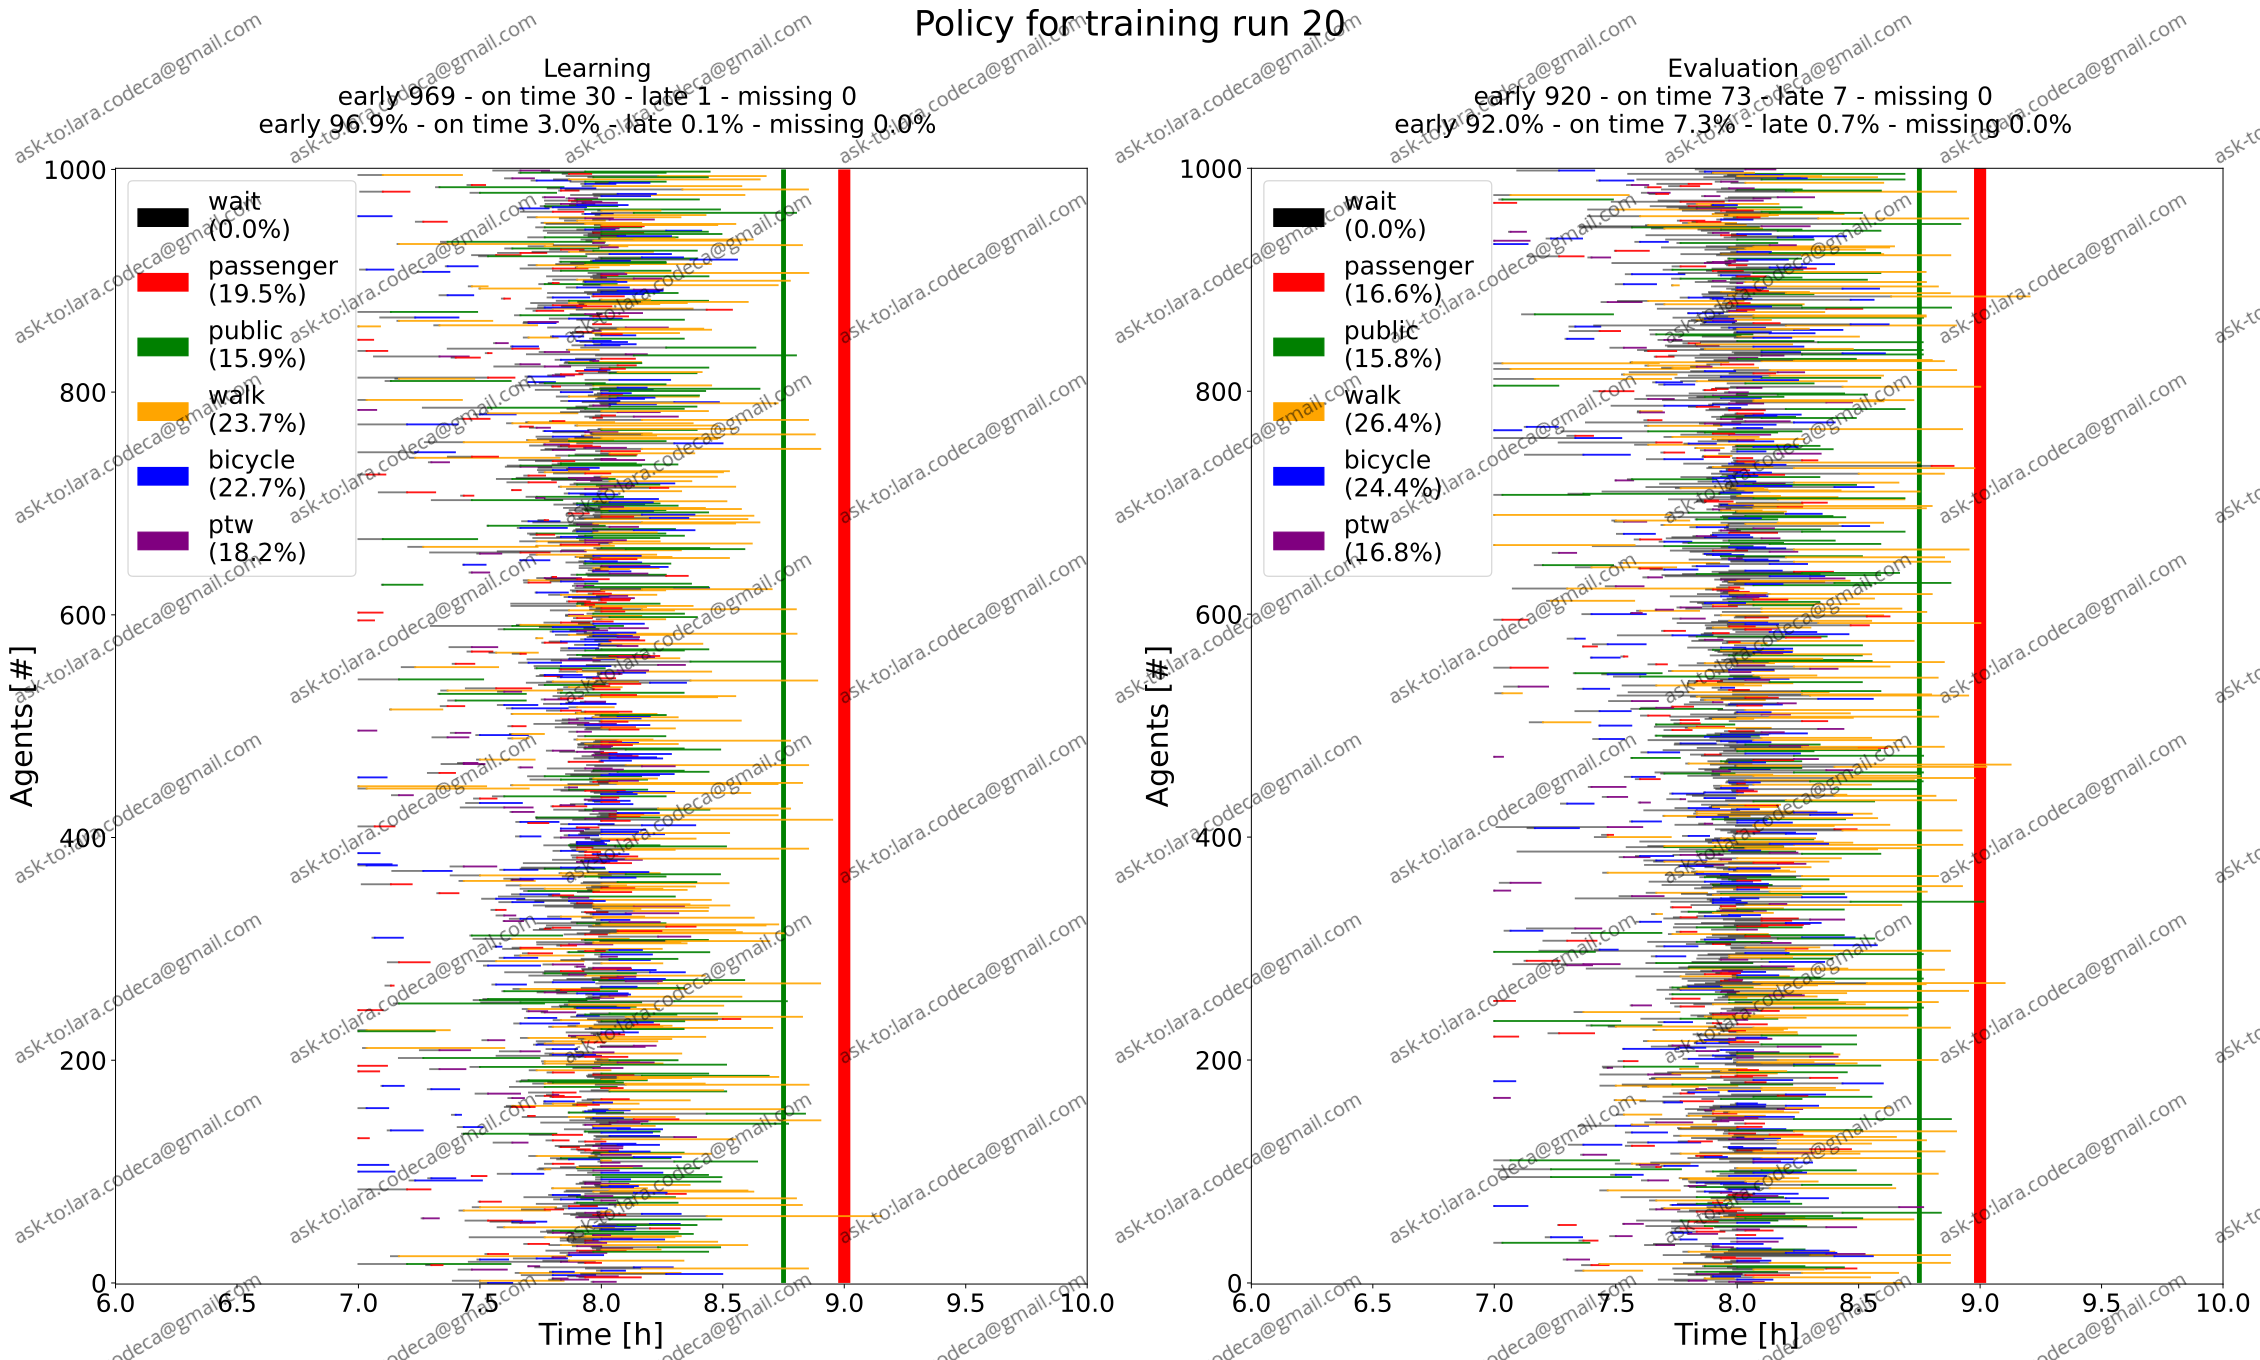 Policy for training run 20
Learning
early 969 - on time 30 - late 1 - missing 0
early 96.9% - on time 3.0% - late 0.1% - missing 0.0%
1000
800
600
400
200
0
Agents [#]
wait
(0.0%)
passenger
(19.5%)
public
(15.9%)
walk
(23.7%)
bicycle
(22.7%)
ptw
(18.2%)
6.0 6.5 7.0 7.5 8.0 8.5 9.0 9.5 10.0
Time [h]
Evaluation
early 920 - on time 73 - late 7 - missing 0
early 92.0% - on time 7.3% - late 0.7% - missing 0.0%
1000
800
600
400
200
0
Agents [#]
wait
(0.0%)
passenger
(16.6%)
public
(15.8%)
walk
(26.4%)
bicycle
(24.4%)
ptw
(16.8%)
6.0 6.5 7.0 7.5 8.0 8.5 9.0 9.5 10.0
Time [h]
ask-to:lara.codeca@gmail.com